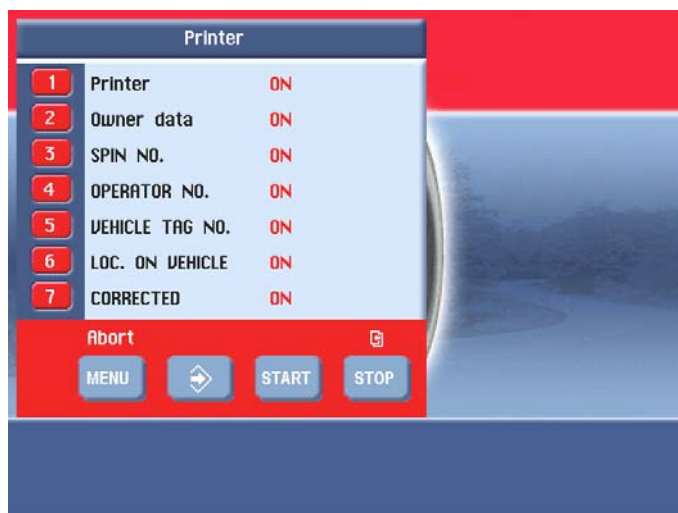 Printer
1 Printer ON
2 Owner data ON
3 SPIN NO. ON
4 OPERATOR NO. ON
5 VEHICLE TAG NO. ON
6 LOC. ON VEHICLE ON
7 CORRECTED ON
Abort
MENU START STOP